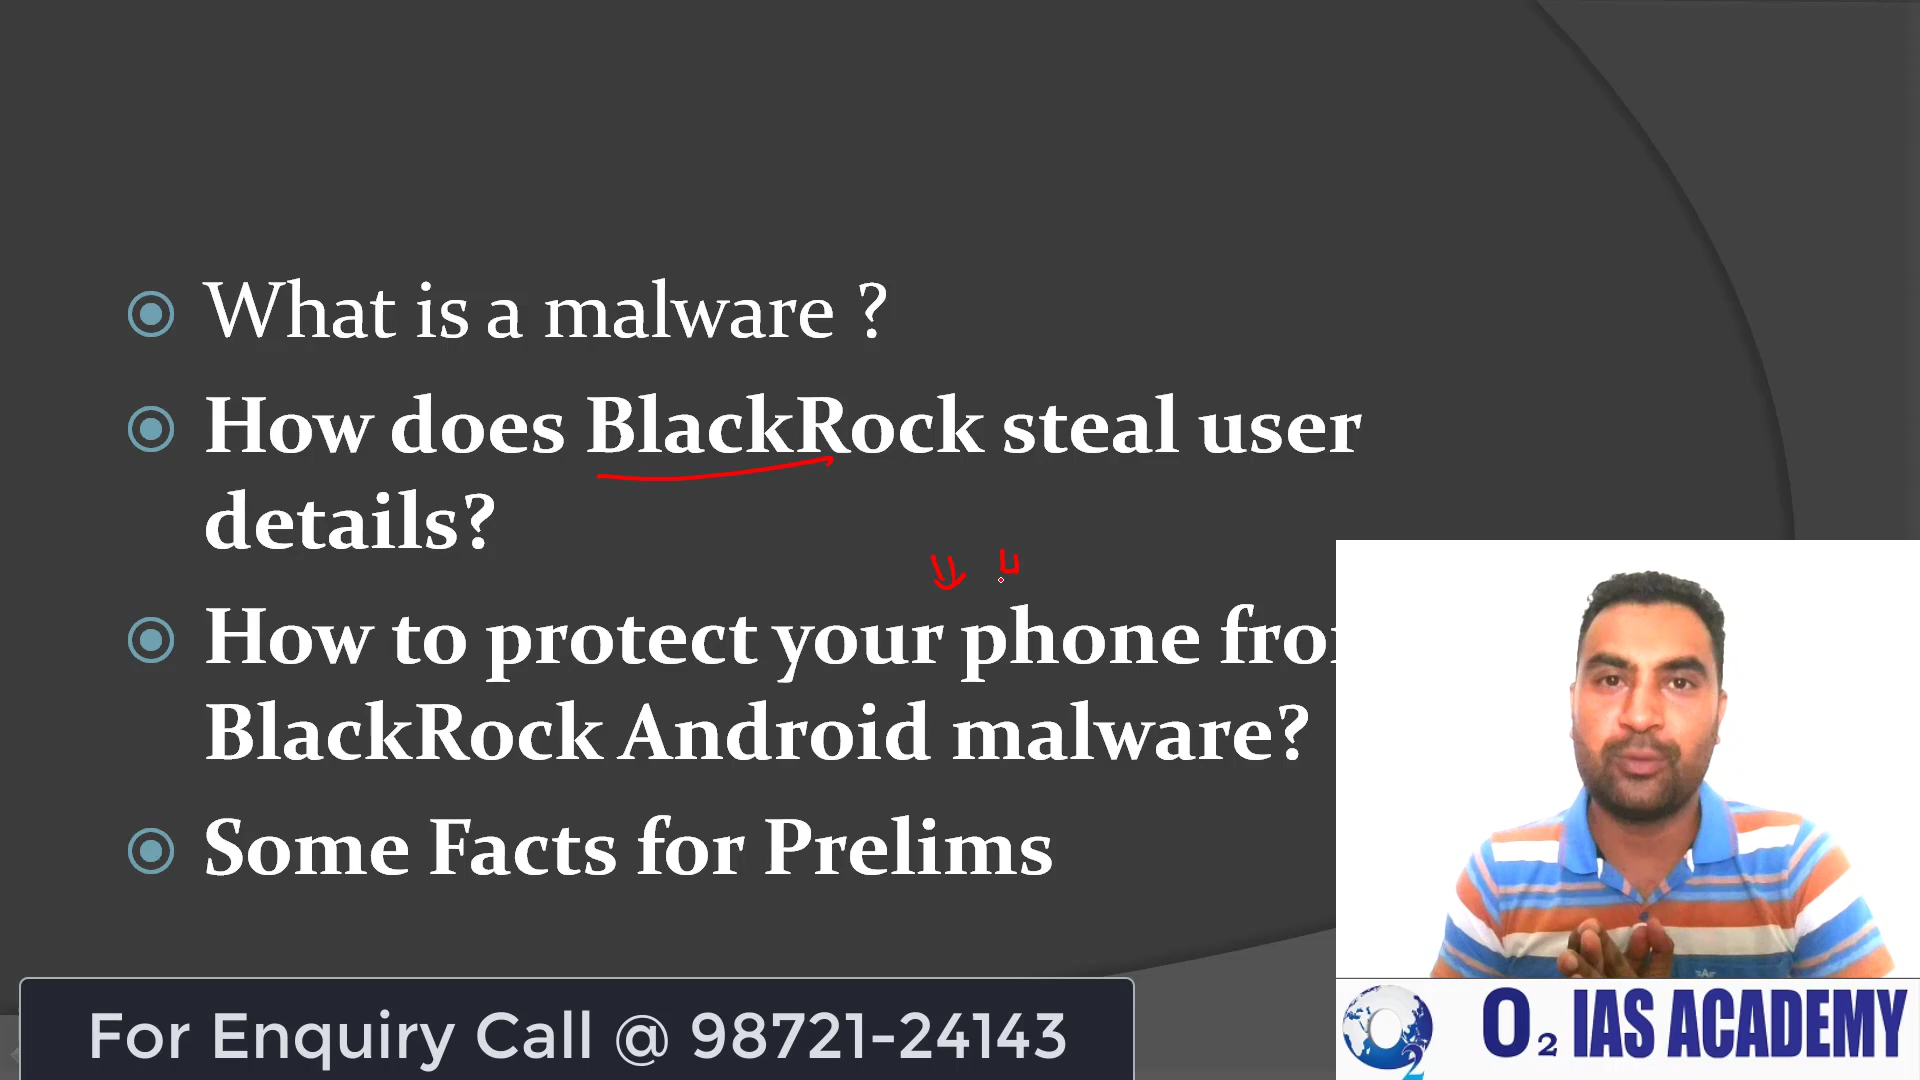 What is a malware ?
How does BlackRock steal user
details?
How to protect your phone fro
BlackRock Android malware?
Some Facts for Prelims
For Enquiry Call @ 98721-24143
O2 IAS ACADEMY